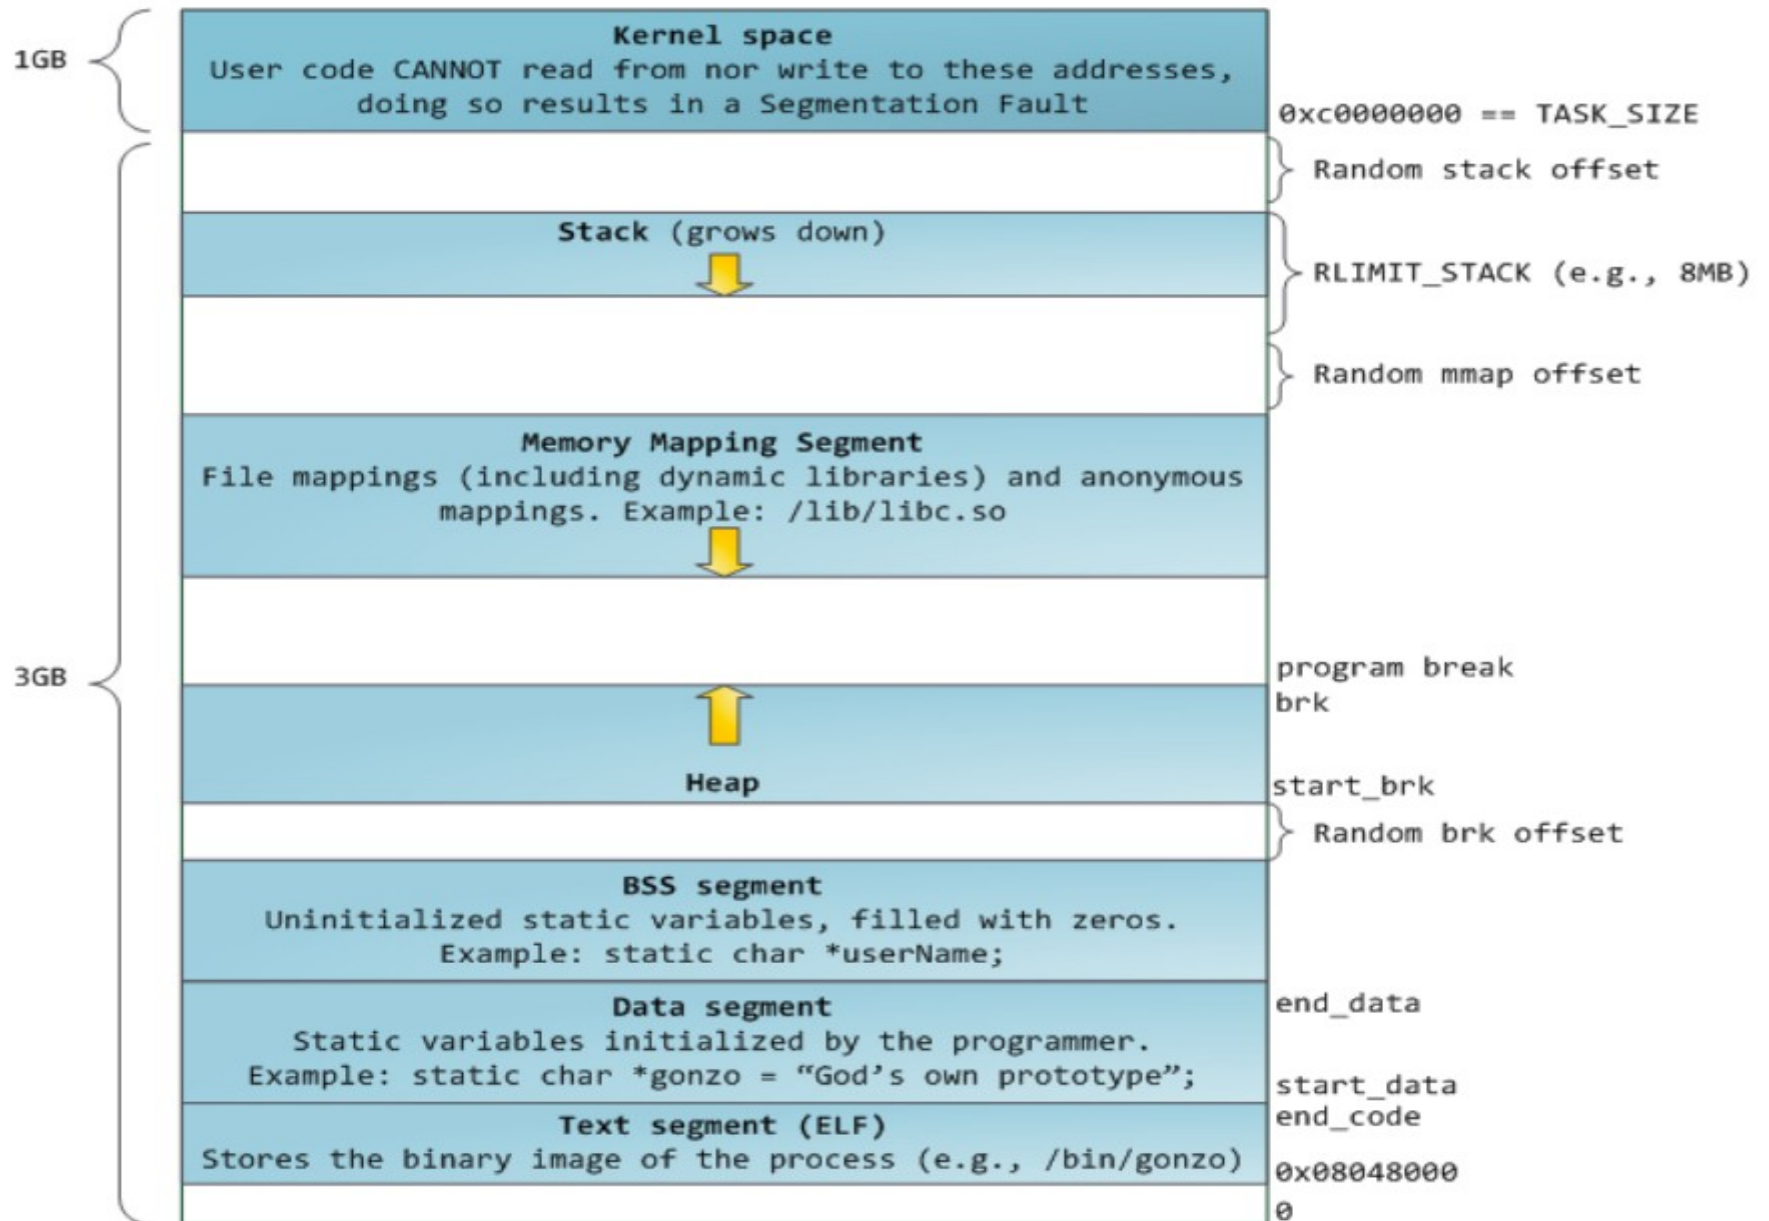 1GB
Kernel space
User code CANNOT read from nor write to these addresses,
doing so results in a Segmentation Fault
0xc0000000 == TASK_SIZE
Random stack offset
Stack (grows down)
RLIMIT_STACK (e.g., 8MB)
Random mmap offset
Memory Mapping Segment
File mappings (including dynamic libraries) and anonymous
mappings. Example: /lib/libc.so
3GB
program break
brk
Heap
start_brk
Random brk offset
BSS segment
Uninitialized static variables, filled with zeros.
Example: static char *userName;
Data segment
Static variables initialized by the programmer.
Example: static char *gonzo = “God’s own prototype”;
end_data
start_data
end_code
Text segment (ELF)
Stores the binary image of the process (e.g., /bin/gonzo)
0x08048000
0